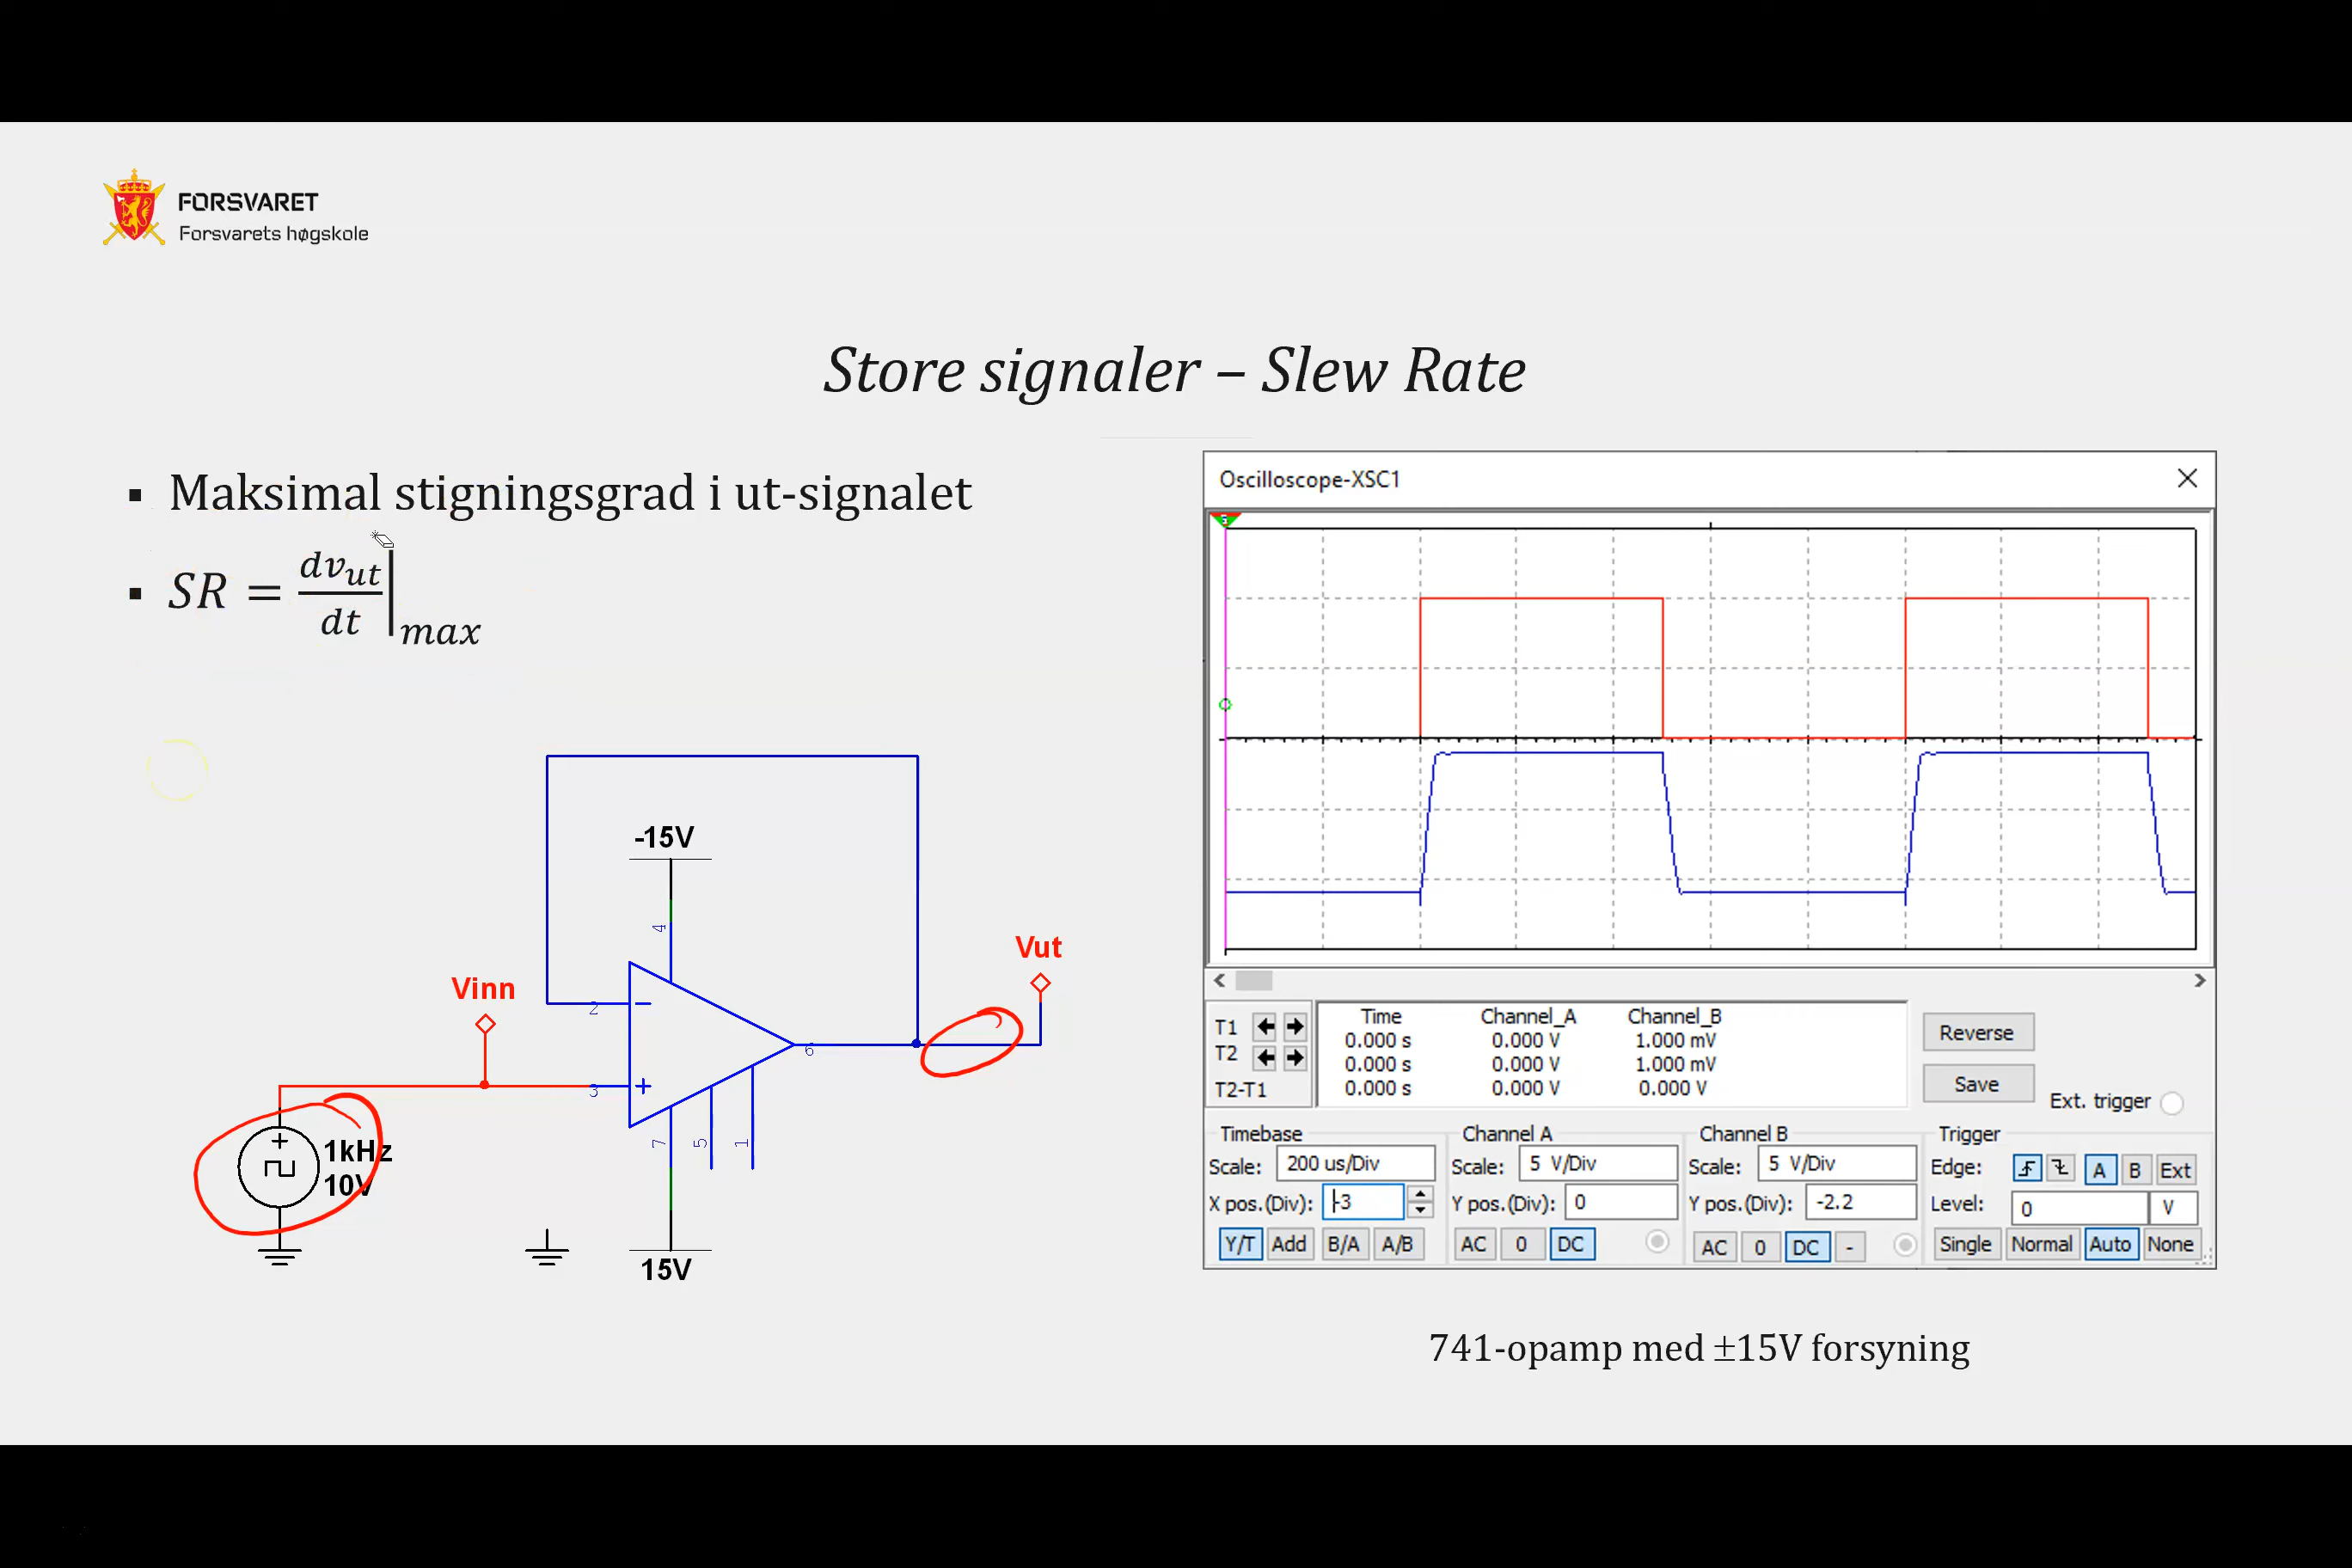 FORSVARET
Forsvarets høgskole
Store signaler – Slew Rate
▪ Maksimal stigningsgrad i ut-signalet
▪ SR = dv_ut/dt |max
-15V
4
Vinn
Vut
2
6
3
7
5
1
1kHz
10V
15V
Oscilloscope-XSC1
Time Channel_A Channel_B
T1 0.000 s 0.000 V 1.000 mV
T2 0.000 s 0.000 V 1.000 mV
T2-T1 0.000 s 0.000 V 0.000 V
Reverse
Save
Ext. trigger
Timebase Channel A Channel B Trigger
Scale: 200 us/Div Scale: 5 V/Div Scale: 5 V/Div Edge: A B Ext
X pos.(Div): -3 Y pos.(Div): 0 Y pos.(Div): -2.2 Level: 0 V
Y/T Add B/A A/B AC 0 DC AC 0 DC - Single Normal Auto None
741-opamp med ±15V forsyning